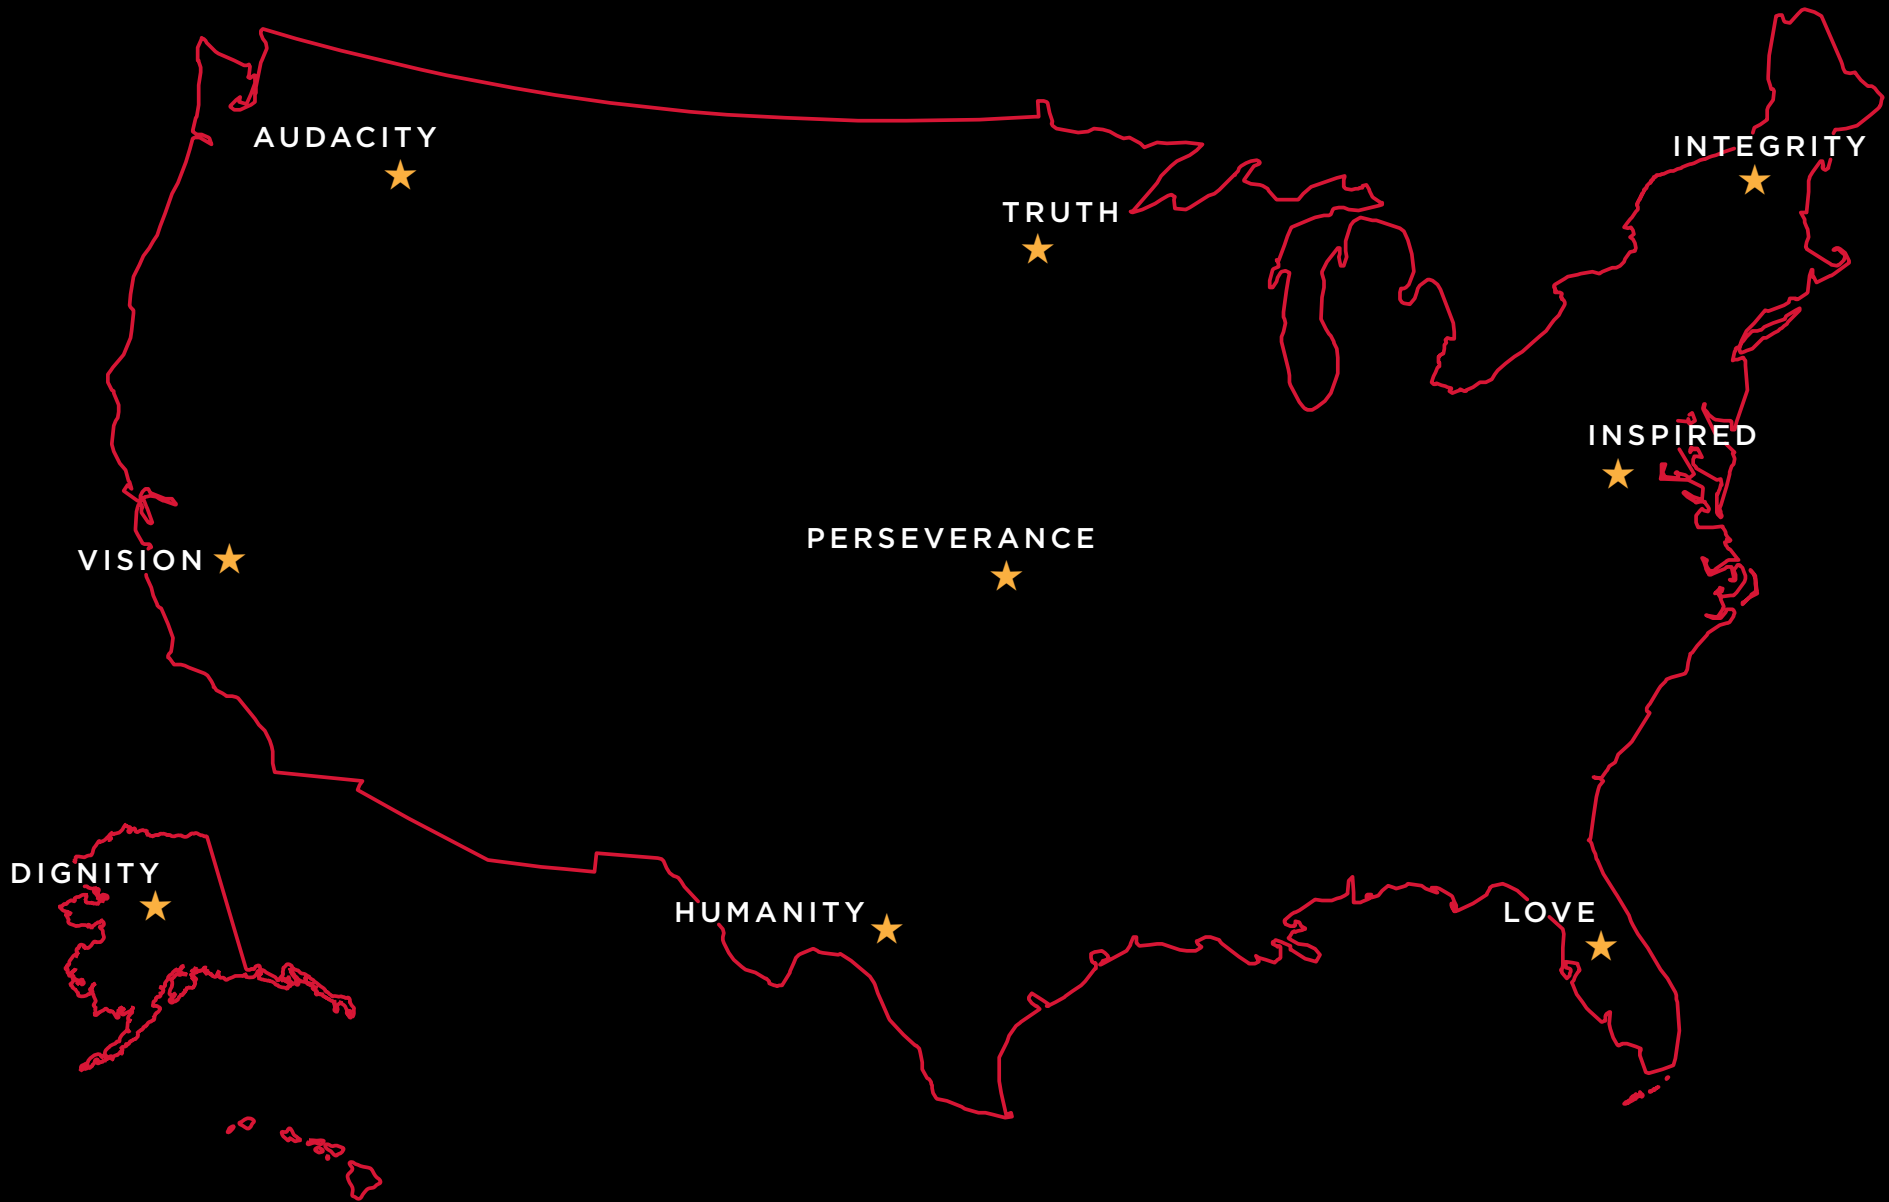 AUDACITY
INTEGRITY
TRUTH
INSPIRED
PERSEVERANCE
VISION
DIGNITY
HUMANITY
LOVE